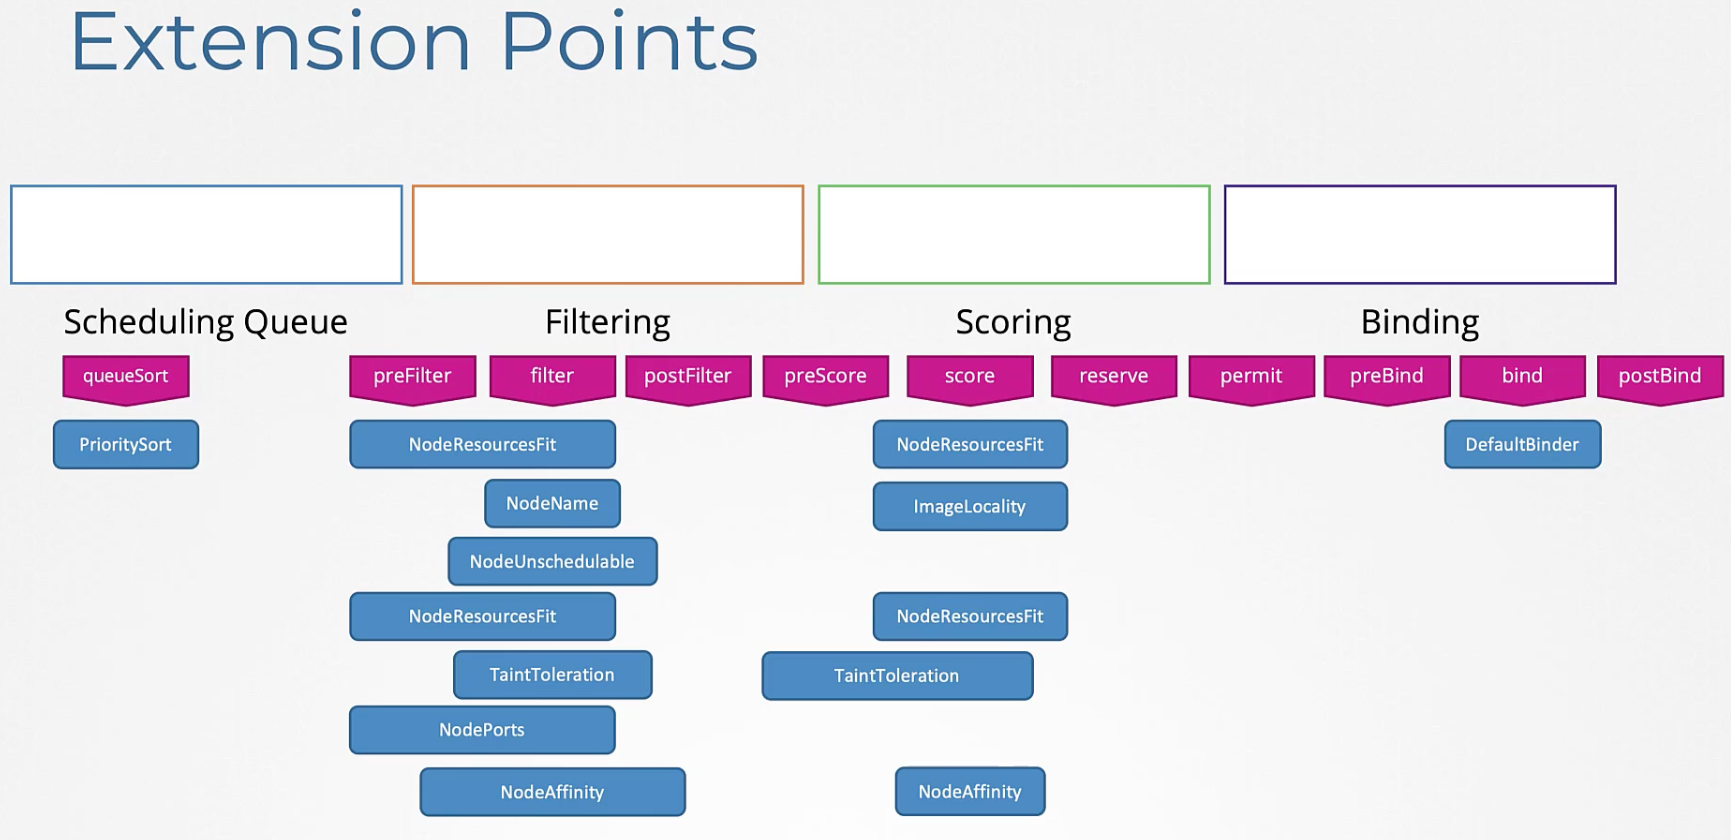 Extension Points
Scheduling Queue
Filtering
Scoring
Binding
queueSort
preFilter
filter
postFilter
preScore
score
reserve
permit
preBind
bind
postBind
PrioritySort
NodeResourcesFit
NodeResourcesFit
DefaultBinder
NodeName
ImageLocality
NodeUnschedulable
NodeResourcesFit
NodeResourcesFit
TaintToleration
TaintToleration
NodePorts
NodeAffinity
NodeAffinity